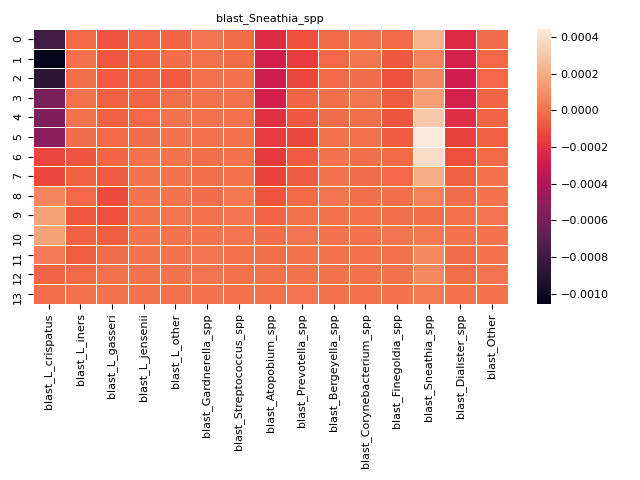 blast_Sneathia_spp
0
1
2
3
4
5
6
7
8
9
10
11
12
13
blast_L_crispatus
blast_L_iners
blast_L_gasseri
blast_L_jensenii
blast_L_other
blast_Gardnerella_spp
blast_Streptococcus_spp
blast_Atopobium_spp
blast_Prevotella_spp
blast_Bergeyella_spp
blast_Corynebacterium_spp
blast_Finegoldia_spp
blast_Sneathia_spp
blast_Dialister_spp
blast_Other
0.0004
0.0002
0.0000
−0.0002
−0.0004
−0.0006
−0.0008
−0.0010